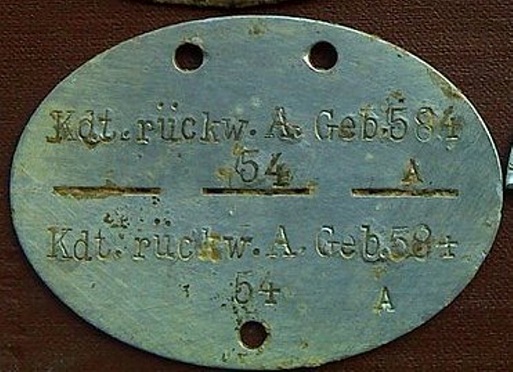 Kdt. rückw. A. Geb. 584
54 A
Kdt. rückw. A. Geb. 584
54 A